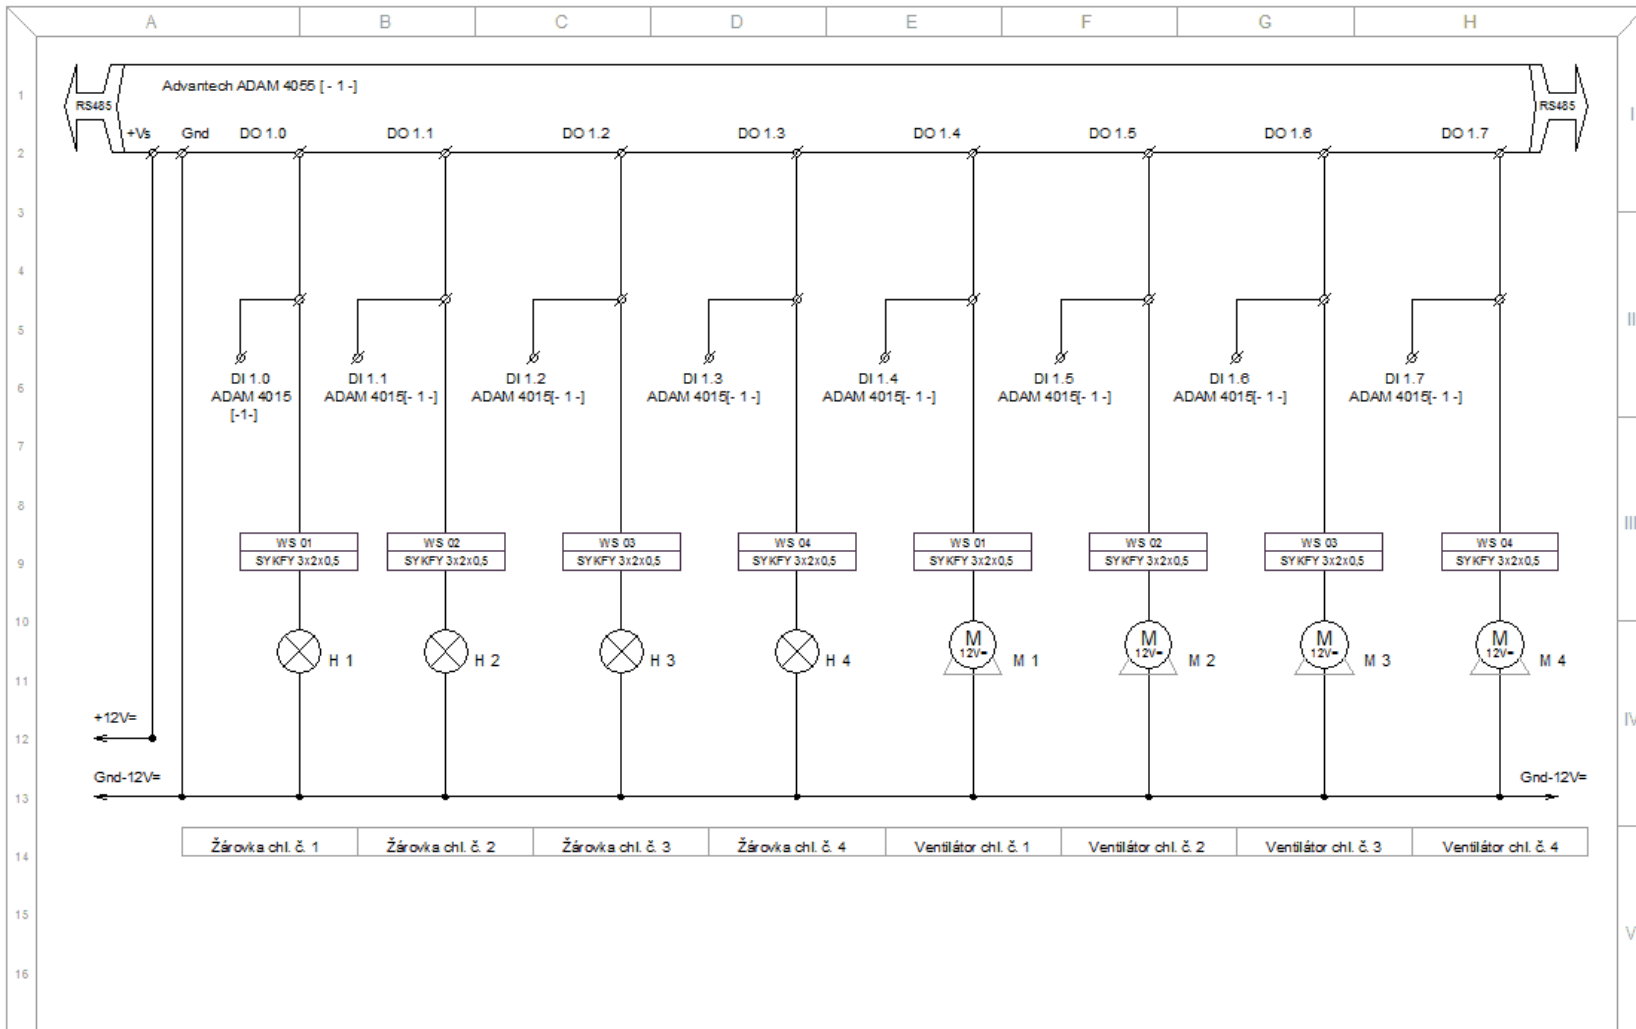 A B C D E F G H
1
Advantech ADAM 4055 [ - 1 -]
RS485 RS485
I
+Vs Gnd DO 1.0 DO 1.1 DO 1.2 DO 1.3 DO 1.4 DO 1.5 DO 1.6 DO 1.7
2
3
4
5
II
DI 1.0 DI 1.1 DI 1.2 DI 1.3 DI 1.4 DI 1.5 DI 1.6 DI 1.7
6
ADAM 4015 ADAM 4015[- 1 -] ADAM 4015[- 1 -] ADAM 4015[- 1 -] ADAM 4015[- 1 -] ADAM 4015[- 1 -] ADAM 4015[- 1 -] ADAM 4015[- 1 -]
[-1-]
7
8
III
WS 01 WS 02 WS 03 WS 04 WS 01 WS 02 WS 03 WS 04
9
SYKFY 3x2x0,5 SYKFY 3x2x0,5 SYKFY 3x2x0,5 SYKFY 3x2x0,5 SYKFY 3x2x0,5 SYKFY 3x2x0,5 SYKFY 3x2x0,5 SYKFY 3x2x0,5
10
M M M M
12V= 12V= 12V= 12V=
H 1 H 2 H 3 H 4 M 1 M 2 M 3 M 4
11
+12V=
IV
12
Gnd-12V= Gnd-12V=
13
Žárovka chl. č. 1 Žárovka chl. č. 2 Žárovka chl. č. 3 Žárovka chl. č. 4 Ventilátor chl. č. 1 Ventilátor chl. č. 2 Ventilátor chl. č. 3 Ventilátor chl. č. 4
14
15
V
16